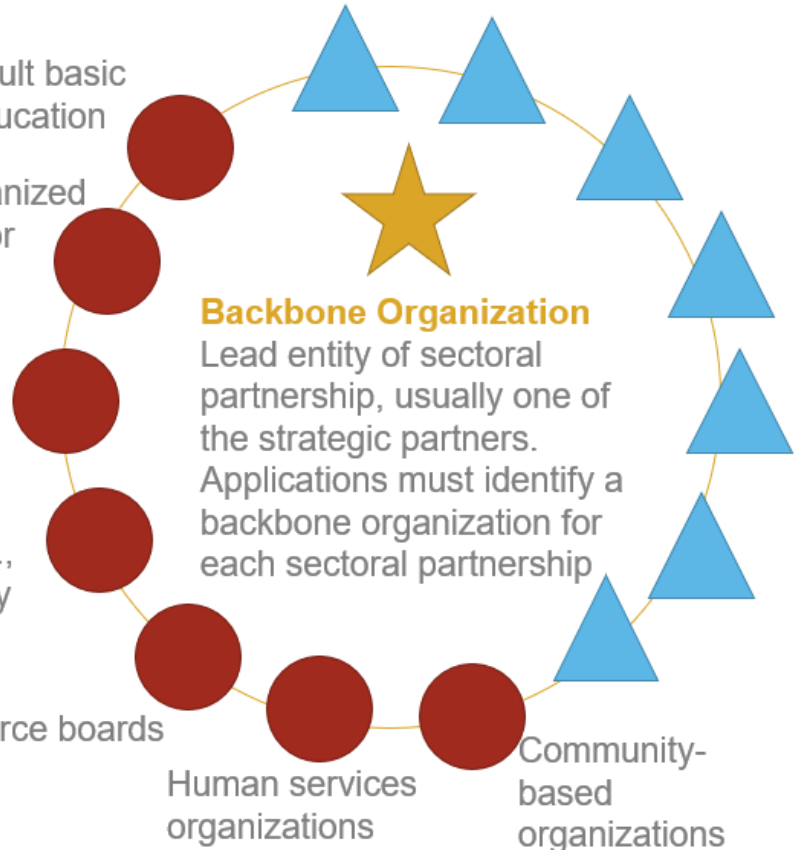 ult basic
ucation
anized
or
Backbone Organization
Lead entity of sectoral
partnership, usually one of
the strategic partners.
Applications must identify a
backbone organization for
each sectoral partnership
.,
y
rce boards
Human services
organizations
Community-
based
organizations